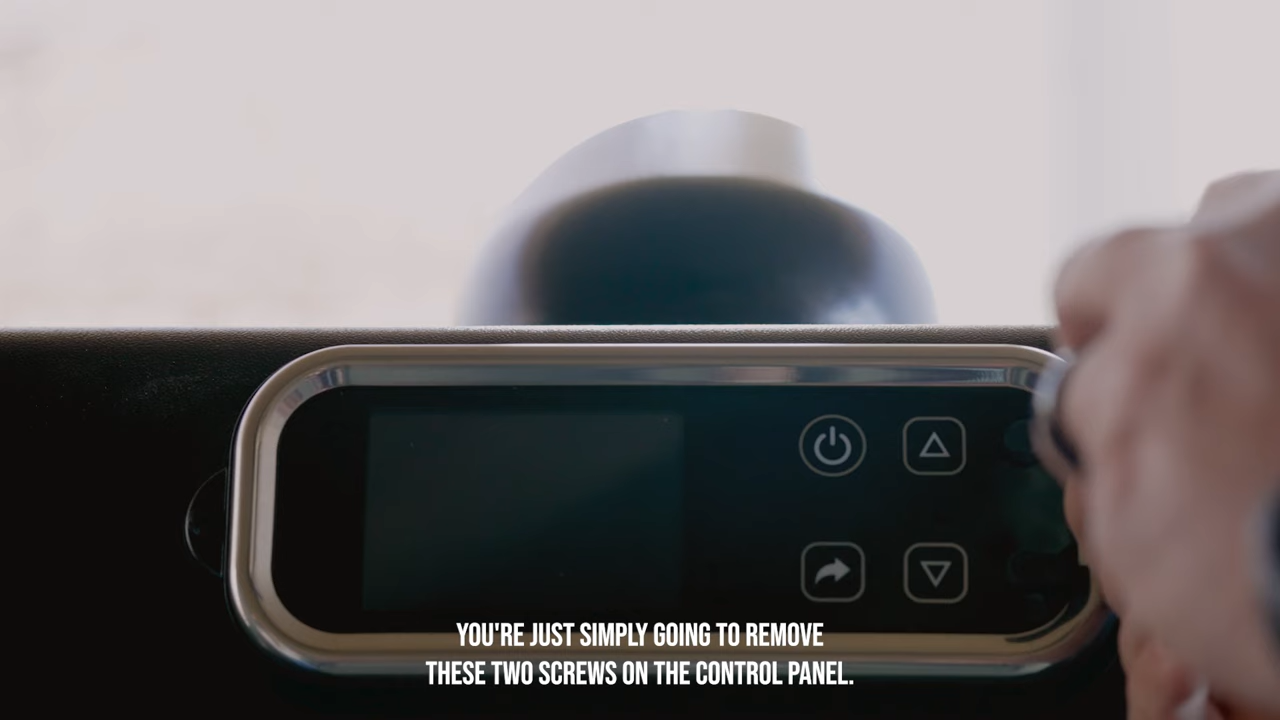 YOU'RE JUST SIMPLY GOING TO REMOVE
THESE TWO SCREWS ON THE CONTROL PANEL.